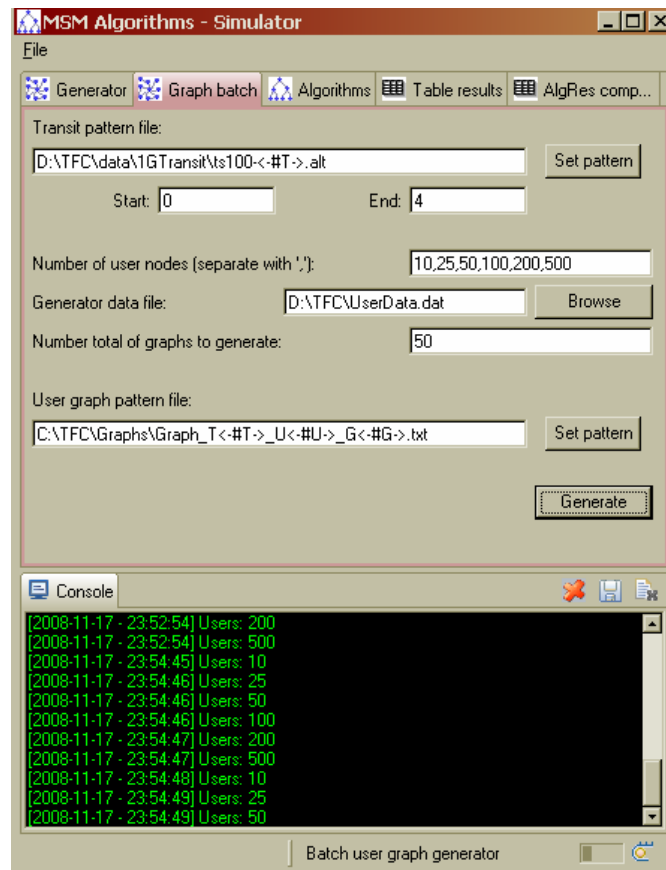 MSM Algorithms - Simulator
File
Generator Graph batch Algorithms Table results AlgRes comp...
Transit pattern file:
D:\TFC\data\1GTransit\ts100-<-#T->.alt Set pattern
Start: 0 End: 4
Number of user nodes (separate with ','): 10,25,50,100,200,500
Generator data file: D:\TFC\UserData.dat Browse
Number total of graphs to generate: 50
User graph pattern file:
C:\TFC\Graphs\Graph_T<-#T->_U<-#U->_G<-#G->.txt Set pattern
Generate
Console
[2008-11-17 - 23:52:54] Users: 200
[2008-11-17 - 23:52:54] Users: 500
[2008-11-17 - 23:54:45] Users: 10
[2008-11-17 - 23:54:46] Users: 25
[2008-11-17 - 23:54:46] Users: 50
[2008-11-17 - 23:54:46] Users: 100
[2008-11-17 - 23:54:47] Users: 200
[2008-11-17 - 23:54:47] Users: 500
[2008-11-17 - 23:54:48] Users: 10
[2008-11-17 - 23:54:49] Users: 25
[2008-11-17 - 23:54:49] Users: 50
Batch user graph generator